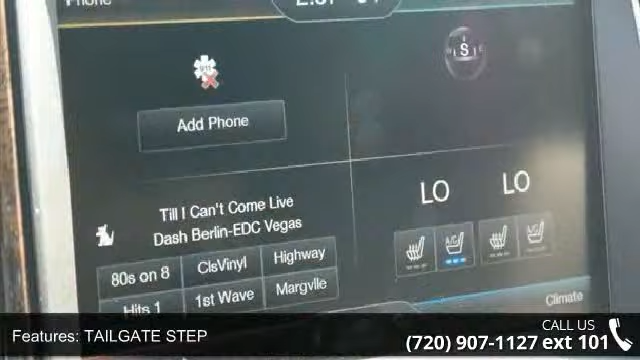 Phone
911
S
Add Phone
Till I Can't Come Live
Dash Berlin-EDC Vegas
LO
LO
80s on 8
ClsVinyl
Highway
Hits 1
1st Wave
Margvlle
A/C
A/C
Climate
Features: TAILGATE STEP
CALL US
(720) 907-1127 ext 101